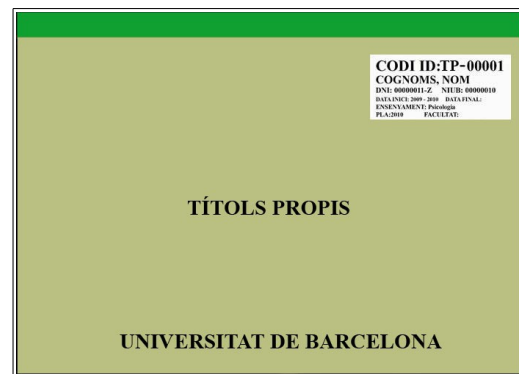 CODI ID:TP-00001
COGNOMS, NOM
DNI: 00000011-Z NIUB: 00000010
DATA INICI: 2009 - 2010 DATA FINAL:
ENSENYAMENT: Psicologia
PLA:2010 FACULTAT:
TÍTOLS PROPIS
UNIVERSITAT DE BARCELONA